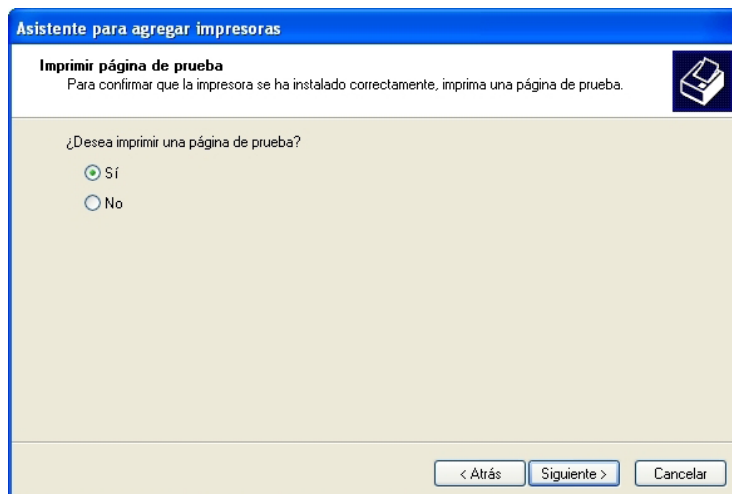 Asistente para agregar impresoras
Imprimir página de prueba
Para confirmar que la impresora se ha instalado correctamente, imprima una página de prueba.
¿Desea imprimir una página de prueba?
Sí
No
< Atrás Siguiente > Cancelar